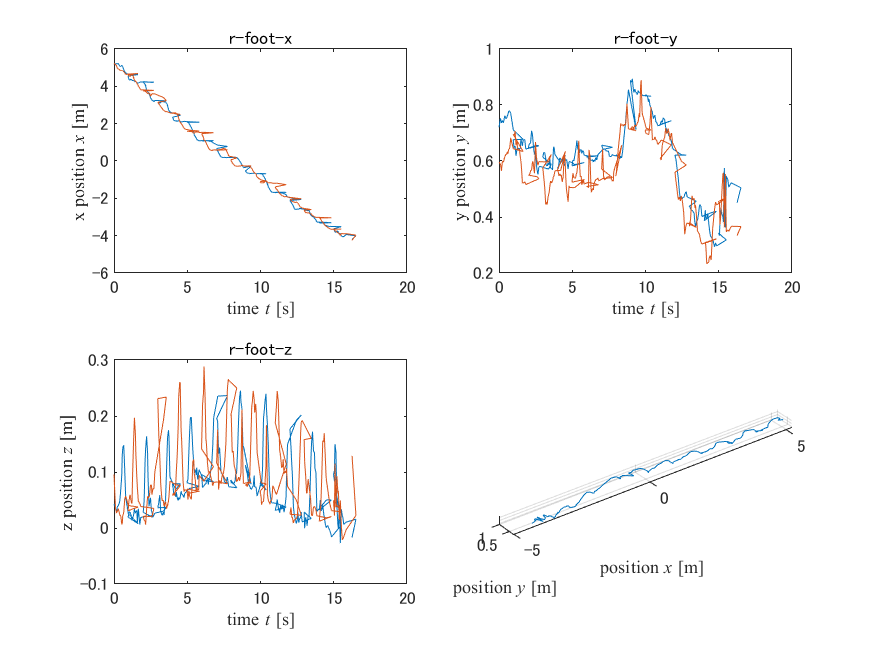 r-foot-x
6
4
2
0
−2
−4
−6
x position x [m]
0 5 10 15 20
time t [s]
r-foot-y
1
0.8
0.6
0.4
0.2
y position y [m]
0 5 10 15 20
time t [s]
r-foot-z
0.3
0.2
0.1
0
−0.1
z position z [m]
0 5 10 15 20
time t [s]
5
0
−5
1
0.5
position x [m]
position y [m]